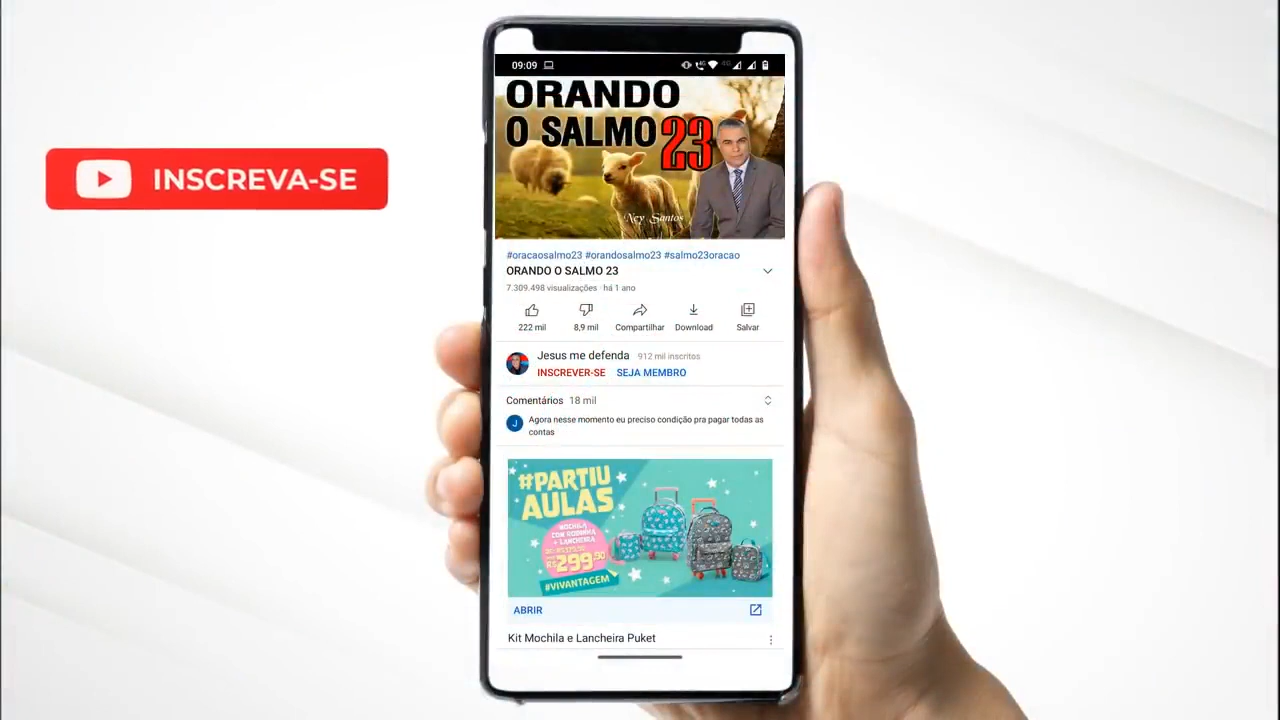 INSCREVA-SE
09:09
ORANDO
O SALMO 23
Ney Santos
#oracaosalmo23 #orandosalmo23 #salmo23oracao
ORANDO O SALMO 23
7.309.498 visualizações · há 1 ano
222 mil 8,9 mil Compartilhar Download Salvar
Jesus me defenda 912 mil inscritos
INSCREVER-SE SEJA MEMBRO
Comentários 18 mil
J
Agora nesse momento eu preciso condição pra pagar todas as
contas
#PARTIU
AULAS
MOCHILA
COM RODINHA
+ LANCHEIRA
R$299,90
#VIVANTAGEM
ABRIR
Kit Mochila e Lancheira Puket